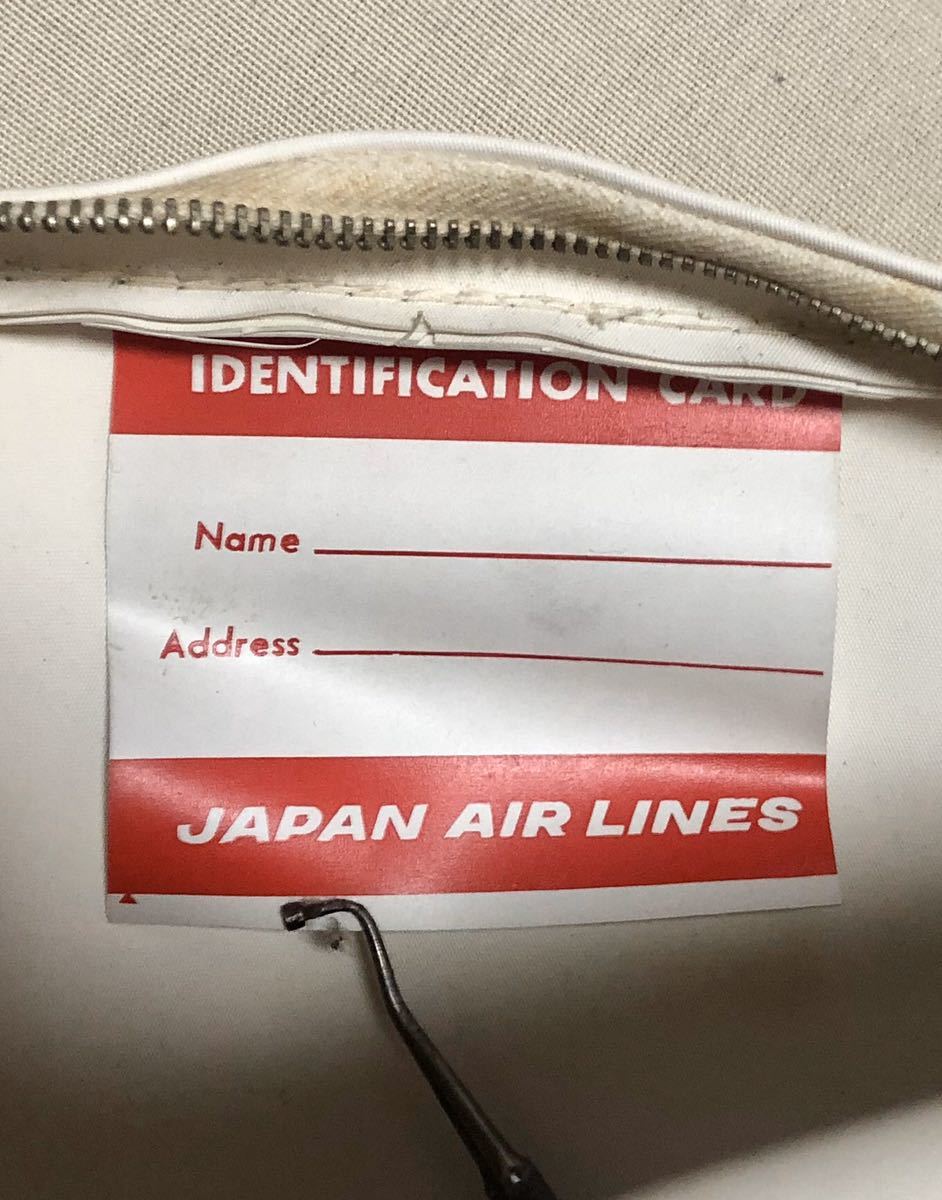 IDENTIFICATION CARD
Name
Address
JAPAN AIR LINES